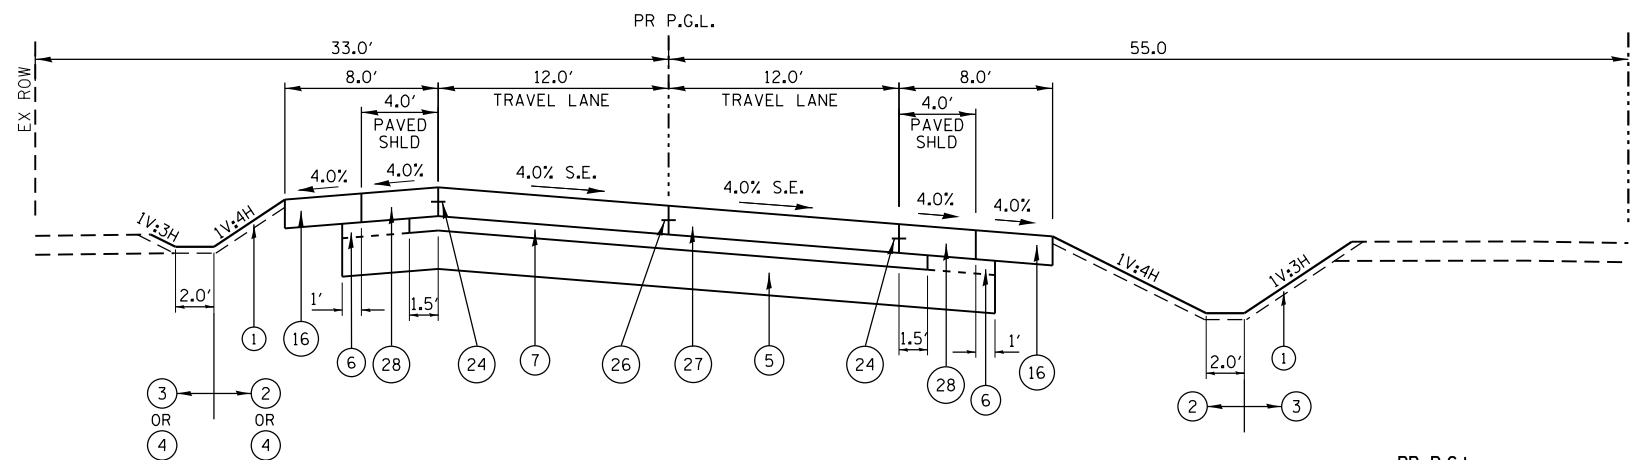 PR P.G.L.
33.0'
55.0
EX ROW
8.0'
12.0'
12.0'
8.0'
TRAVEL LANE
TRAVEL LANE
4.0'
4.0'
PAVED
SHLD
PAVED
SHLD
4.0%
4.0%
4.0% S.E.
4.0% S.E.
4.0%
4.0%
1V:3H
1V:4H
1V:4H
1V:3H
2.0'
1'
1.5'
1.5'
1'
2.0'
1
16
6
28
24
7
26
27
5
24
28
6
16
1
3
2
OR
OR
4
4
2
3
PR P.G.L.